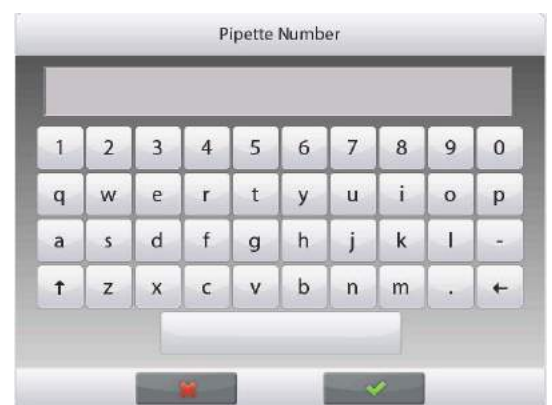 Pipette Number
1 2 3 4 5 6 7 8 9 0
q w e r t y u i o p
a s d f g h j k l -
↑ z x c v b n m . ←